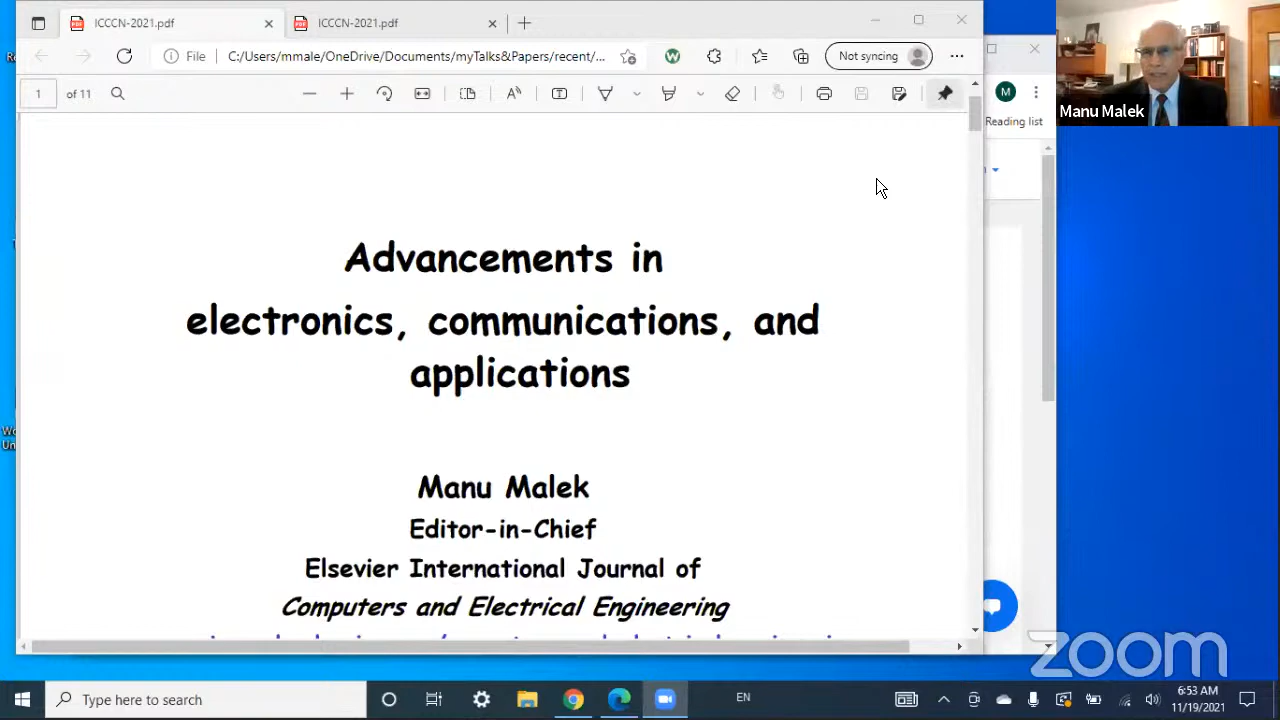 ICCCN-2021.pdf
ICCCN-2021.pdf
File
C:/Users/mmale/OneDrive/Documents/myTalks&Papers/recent/...
Not syncing
1 of 11
M
Reading list
Manu Malek
Advancements in
electronics, communications, and
applications
Manu Malek
Editor-in-Chief
Elsevier International Journal of
Computers and Electrical Engineering
zoom
Type here to search
EN
6:53 AM
11/19/2021